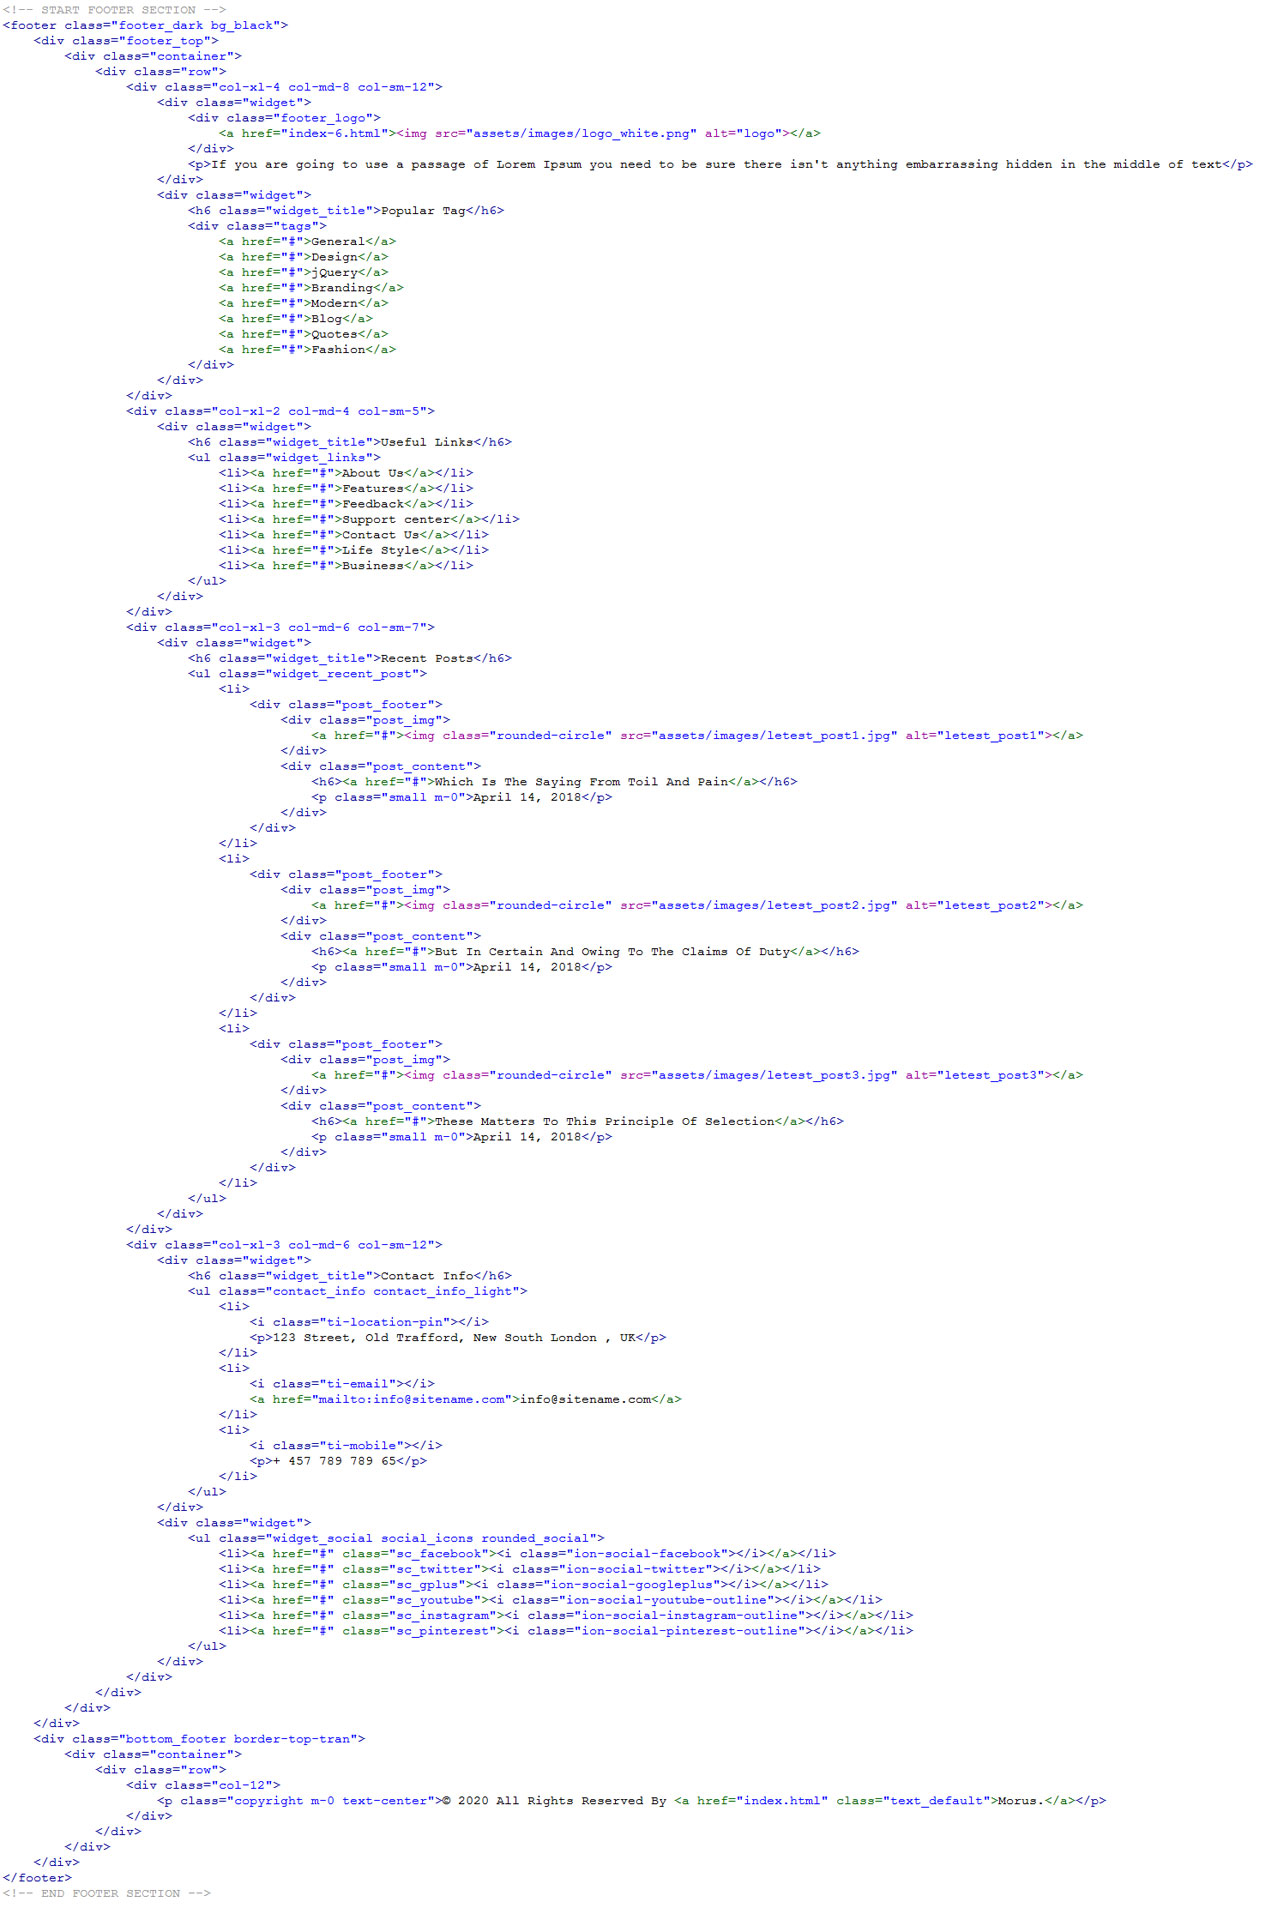 <!-- START FOOTER SECTION -->
<footer class="footer_dark bg_black">
    <div class="footer_top">
        <div class="container">
            <div class="row">
                <div class="col-xl-4 col-md-8 col-sm-12">
                    <div class="widget">
                        <div class="footer_logo">
                            <a href="index-6.html"><img src="assets/images/logo_white.png" alt="logo"></a>
                        </div>
                        <p>If you are going to use a passage of Lorem Ipsum you need to be sure there isn't anything embarrassing hidden in the middle of text</p>
                    </div>
                    <div class="widget">
                        <h6 class="widget_title">Popular Tag</h6>
                        <div class="tags">
                            <a href="#">General</a>
                            <a href="#">Design</a>
                            <a href="#">jQuery</a>
                            <a href="#">Branding</a>
                            <a href="#">Modern</a>
                            <a href="#">Blog</a>
                            <a href="#">Quotes</a>
                            <a href="#">Fashion</a>
                        </div>
                    </div>
                </div>
                <div class="col-xl-2 col-md-4 col-sm-5">
                    <div class="widget">
                        <h6 class="widget_title">Useful Links</h6>
                        <ul class="widget_links">
                            <li><a href="#">About Us</a></li>
                            <li><a href="#">Features</a></li>
                            <li><a href="#">Feedback</a></li>
                            <li><a href="#">Support center</a></li>
                            <li><a href="#">Contact Us</a></li>
                            <li><a href="#">Life Style</a></li>
                            <li><a href="#">Business</a></li>
                        </ul>
                    </div>
                </div>
                <div class="col-xl-3 col-md-6 col-sm-7">
                    <div class="widget">
                        <h6 class="widget_title">Recent Posts</h6>
                        <ul class="widget_recent_post">
                            <li>
                                <div class="post_footer">
                                    <div class="post_img">
                                        <a href="#"><img class="rounded-circle" src="assets/images/letest_post1.jpg" alt="letest_post1"></a>
                                    </div>
                                    <div class="post_content">
                                        <h6><a href="#">Which Is The Saying From Toil And Pain</a></h6>
                                        <p class="small m-0">April 14, 2018</p>
                                    </div>
                                </div>
                            </li>
                            <li>
                                <div class="post_footer">
                                    <div class="post_img">
                                        <a href="#"><img class="rounded-circle" src="assets/images/letest_post2.jpg" alt="letest_post2"></a>
                                    </div>
                                    <div class="post_content">
                                        <h6><a href="#">But In Certain And Owing To The Claims Of Duty</a></h6>
                                        <p class="small m-0">April 14, 2018</p>
                                    </div>
                                </div>
                            </li>
                            <li>
                                <div class="post_footer">
                                    <div class="post_img">
                                        <a href="#"><img class="rounded-circle" src="assets/images/letest_post3.jpg" alt="letest_post3"></a>
                                    </div>
                                    <div class="post_content">
                                        <h6><a href="#">These Matters To This Principle Of Selection</a></h6>
                                        <p class="small m-0">April 14, 2018</p>
                                    </div>
                                </div>
                            </li>
                        </ul>
                    </div>
                </div>
                <div class="col-xl-3 col-md-6 col-sm-12">
                    <div class="widget">
                        <h6 class="widget_title">Contact Info</h6>
                        <ul class="contact_info contact_info_light">
                            <li>
                                <i class="ti-location-pin"></i>
                                <p>123 Street, Old Trafford, New South London , UK</p>
                            </li>
                            <li>
                                <i class="ti-email"></i>
                                <a href="mailto:info@sitename.com">info@sitename.com</a>
                            </li>
                            <li>
                                <i class="ti-mobile"></i>
                                <p>+ 457 789 789 65</p>
                            </li>
                        </ul>
                    </div>
                    <div class="widget">
                        <ul class="widget_social social_icons rounded_social">
                            <li><a href="#" class="sc_facebook"><i class="ion-social-facebook"></i></a></li>
                            <li><a href="#" class="sc_twitter"><i class="ion-social-twitter"></i></a></li>
                            <li><a href="#" class="sc_gplus"><i class="ion-social-googleplus"></i></a></li>
                            <li><a href="#" class="sc_youtube"><i class="ion-social-youtube-outline"></i></a></li>
                            <li><a href="#" class="sc_instagram"><i class="ion-social-instagram-outline"></i></a></li>
                            <li><a href="#" class="sc_pinterest"><i class="ion-social-pinterest-outline"></i></a></li>
                        </ul>
                    </div>
                </div>
            </div>
        </div>
    </div>
    <div class="bottom_footer border-top-tran">
        <div class="container">
            <div class="row">
                <div class="col-12">
                    <p class="copyright m-0 text-center">© 2020 All Rights Reserved By <a href="index.html" class="text_default">Morus.</a></p>
                </div>
            </div>
        </div>
    </div>
</footer>
<!-- END FOOTER SECTION -->